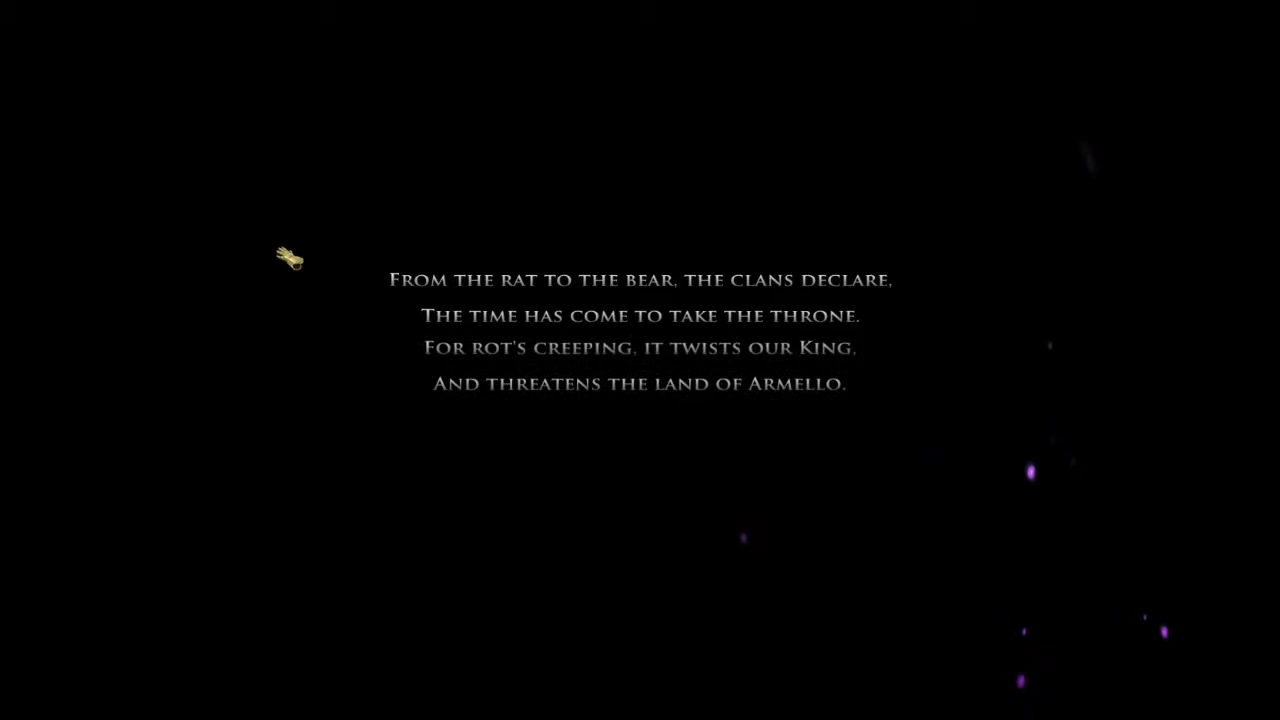 From the rat to the bear, the clans declare,
The time has come to take the throne.
For rot's creeping, it twists our King,
And threatens the land of Armello.